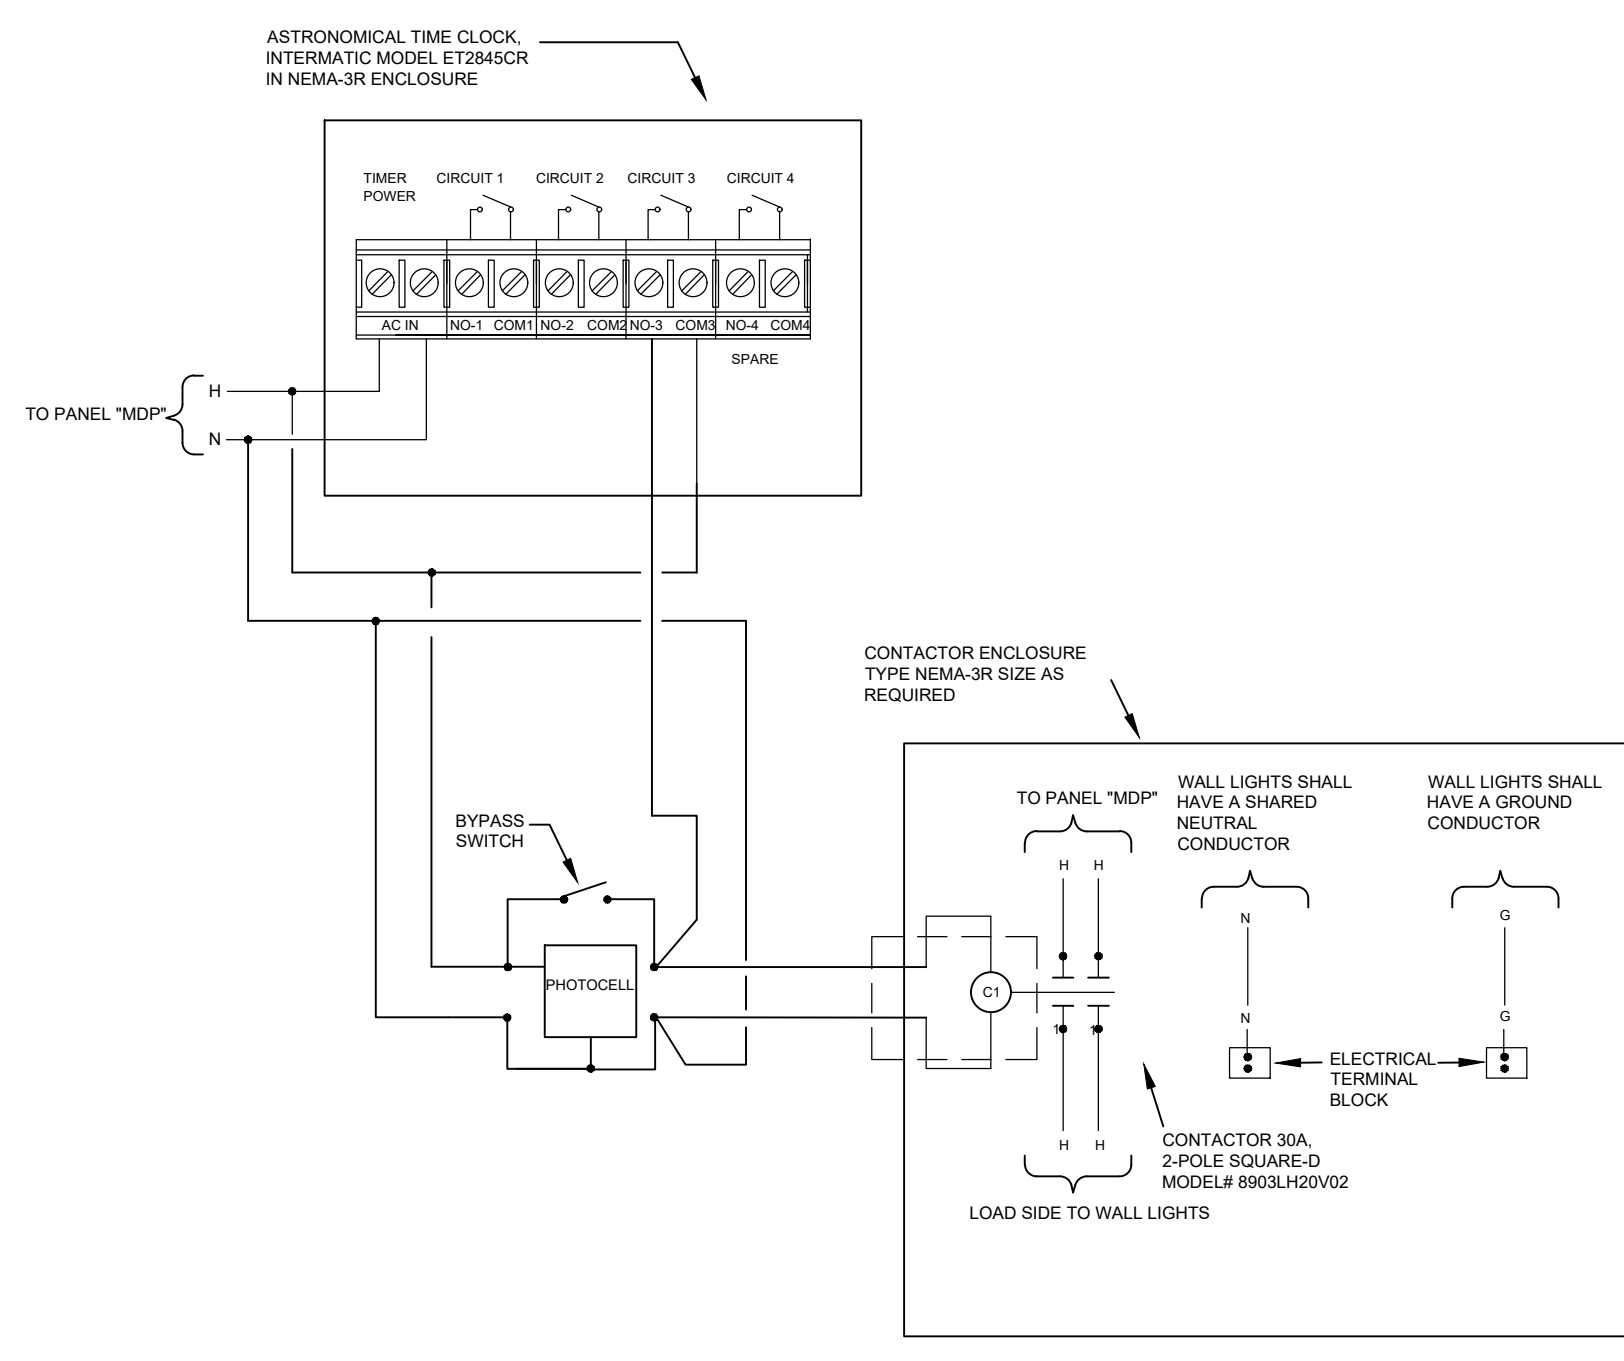 ASTRONOMICAL TIME CLOCK,
INTERMATIC MODEL ET2845CR
IN NEMA-3R ENCLOSURE
TIMER
POWER
CIRCUIT 1
CIRCUIT 2
CIRCUIT 3
CIRCUIT 4
AC IN
NO-1
COM1
NO-2
COM2
NO-3
COM3
NO-4
COM4
SPARE
TO PANEL "MDP"
H
N
CONTACTOR ENCLOSURE
TYPE NEMA-3R SIZE AS
REQUIRED
BYPASS
SWITCH
PHOTOCELL
TO PANEL "MDP"
H
H
C1
1
1
H
H
LOAD SIDE TO WALL LIGHTS
WALL LIGHTS SHALL
HAVE A SHARED
NEUTRAL
CONDUCTOR
N
N
WALL LIGHTS SHALL
HAVE A GROUND
CONDUCTOR
G
G
ELECTRICAL
TERMINAL
BLOCK
CONTACTOR 30A,
2-POLE SQUARE-D
MODEL# 8903LH20V02